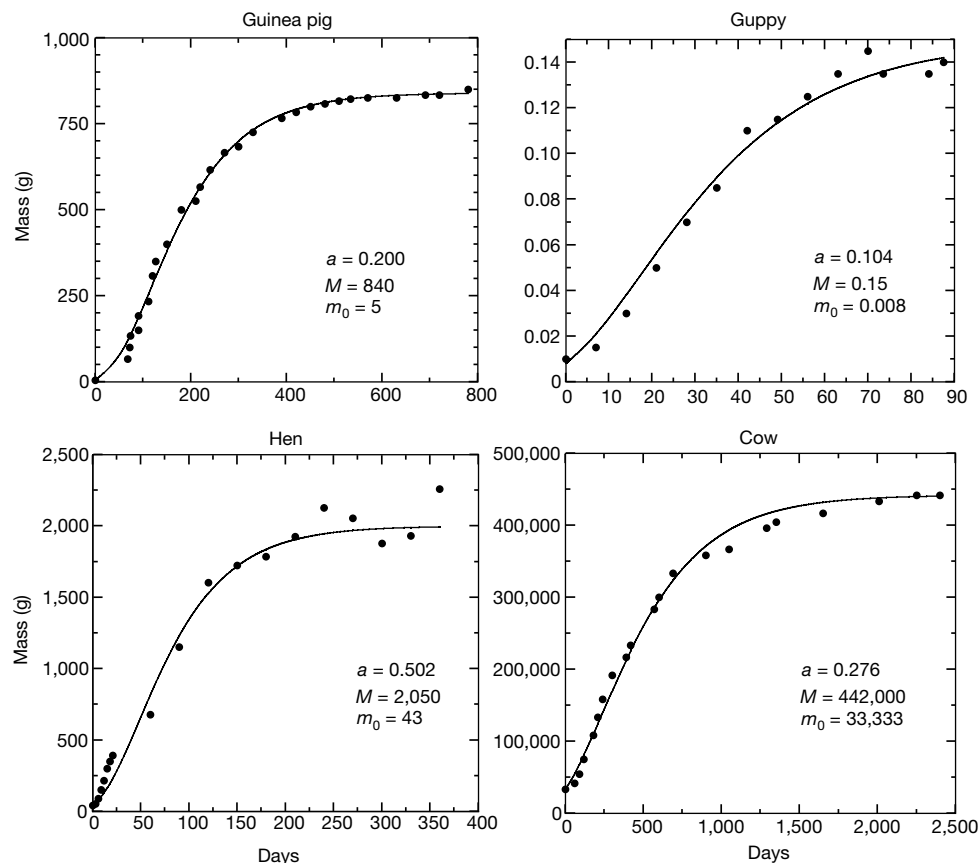 Guinea pig
1,000
750
500
250
0
Mass (g)
a = 0.200
M = 840
m0 = 5
0 200 400 600 800
Guppy
0.14
0.12
0.10
0.08
0.06
0.04
0.02
0
a = 0.104
M = 0.15
m0 = 0.008
0 10 20 30 40 50 60 70 80 90
Hen
2,500
2,000
1,500
1,000
500
0
Mass (g)
a = 0.502
M = 2,050
m0 = 43
0 50 100 150 200 250 300 350 400
Days
Cow
500,000
400,000
300,000
200,000
100,000
0
a = 0.276
M = 442,000
m0 = 33,333
0 500 1,000 1,500 2,000 2,500
Days